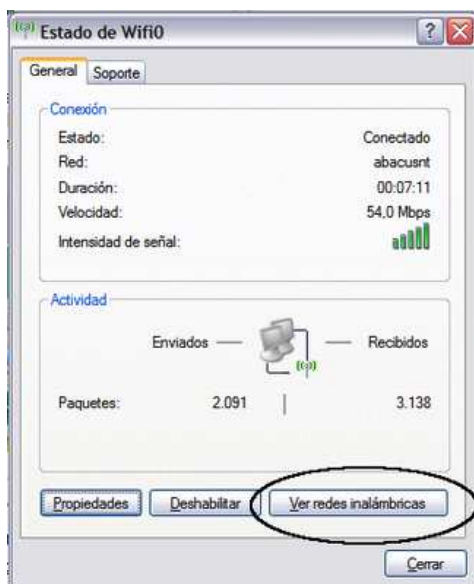 Estado de Wifi0
General Soporte
Conexión
Estado: Conectado
Red: abacusnt
Duración: 00:07:11
Velocidad: 54,0 Mbps
Intensidad de señal:
Actividad
Enviados Recibidos
Paquetes: 2.091 3.138
Propiedades Deshabilitar Ver redes inalámbricas
Cerrar